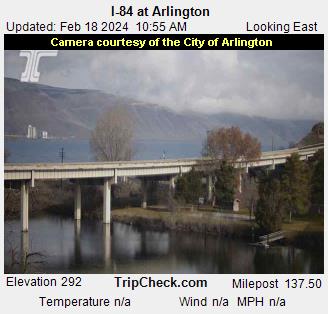 I-84 at Arlington
Updated: Feb 18 2024 10:55 AM Looking East
Camera courtesy of the City of Arlington
Elevation 292 TripCheck.com Milepost 137.50
Temperature n/a Wind n/a MPH n/a